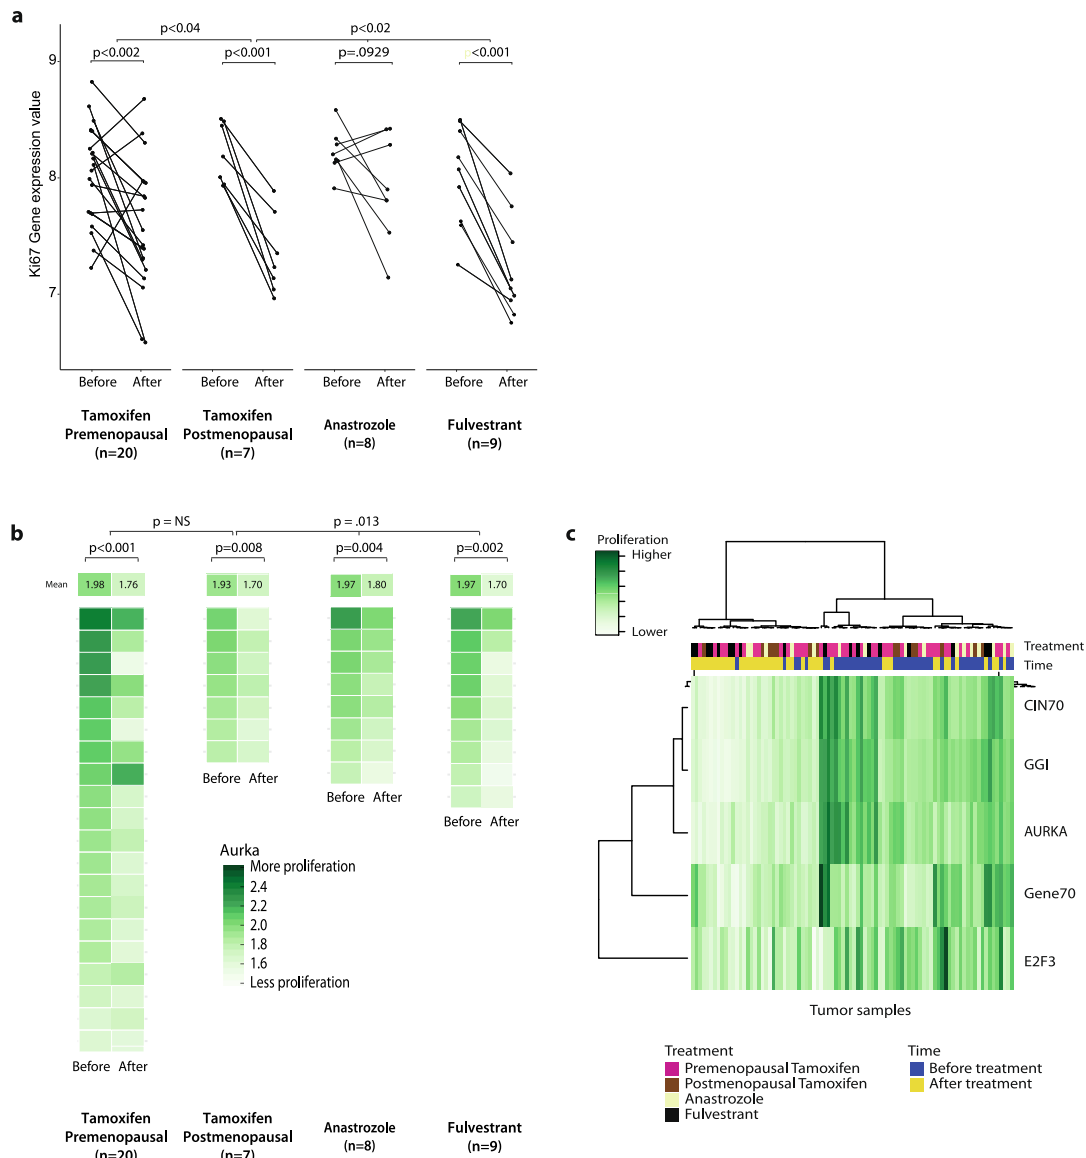 a
p<0.04
p<0.02
p<0.002
p<0.001
p=.0929
p<0.001
9
8
7
Ki67 Gene expression value
Before After
Before After
Before After
Before After
Tamoxifen
Premenopausal
(n=20)
Tamoxifen
Postmenopausal
(n=7)
Anastrozole
(n=8)
Fulvestrant
(n=9)
b
p = NS
p = .013
p<0.001
p=0.008
p=0.004
p=0.002
Mean
1.98 1.76
1.93 1.70
1.97 1.80
1.97 1.70
Before After
Before After
Before After
Before After
Aurka
More proliferation
2.4
2.2
2.0
1.8
1.6
Less proliferation
Tamoxifen
Premenopausal
(n=20)
Tamoxifen
Postmenopausal
(n=7)
Anastrozole
(n=8)
Fulvestrant
(n=9)
c
Proliferation
Higher
Lower
Treatment
Time
CIN70
GGI
AURKA
Gene70
E2F3
Tumor samples
Treatment
Premenopausal Tamoxifen
Postmenopausal Tamoxifen
Anastrozole
Fulvestrant
Time
Before treatment
After treatment